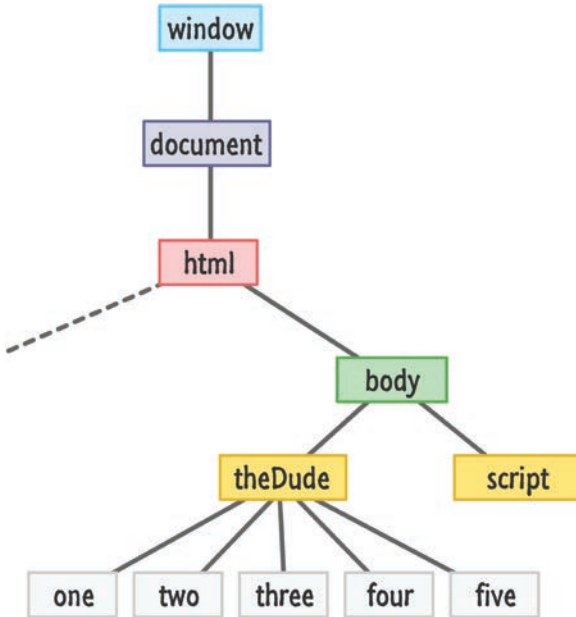 window
document
html
body
theDude
script
one
two
three
four
five